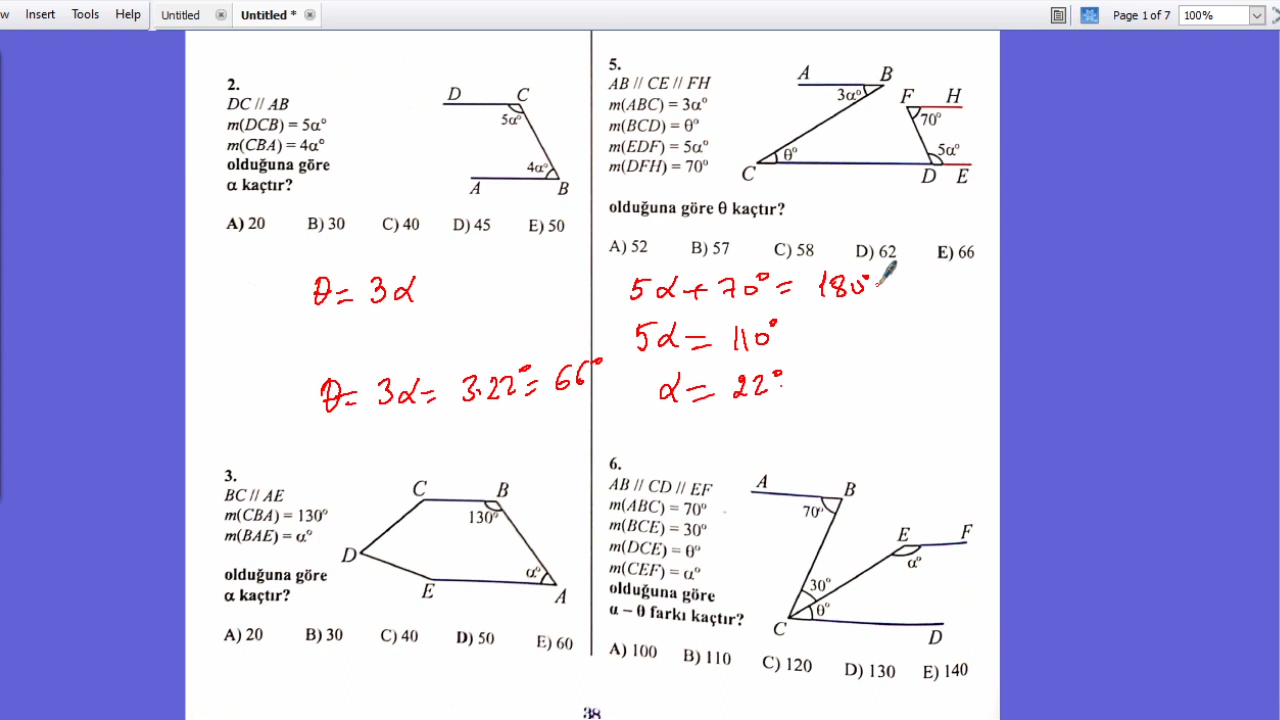 w Insert Tools Help Untitled Untitled * Page 1 of 7 100%
2.
DC // AB
m(DCB) = 5α°
m(CBA) = 4α°
olduğuna göre
α kaçtır?
D C
5α°
4α°
A B
A) 20 B) 30 C) 40 D) 45 E) 50
θ = 3α
θ = 3α = 3.22° = 66°
3.
BC // AE
m(CBA) = 130°
m(BAE) = α°
olduğuna göre
α kaçtır?
C B
130°
D
α°
E A
A) 20 B) 30 C) 40 D) 50 E) 60
5.
AB // CE // FH
m(ABC) = 3α°
m(BCD) = θ°
m(EDF) = 5α°
m(DFH) = 70°
A B
3α° F H
70°
θ° 5α°
C D E
olduğuna göre θ kaçtır?
A) 52 B) 57 C) 58 D) 62 E) 66
5α + 70° = 180°
5α = 110°
α = 22°
6.
AB // CD // EF
m(ABC) = 70°
m(BCE) = 30°
m(DCE) = θ°
m(CEF) = α°
olduğuna göre
α − θ farkı kaçtır?
A B
70°
E F
α°
30°
θ°
C D
A) 100 B) 110 C) 120 D) 130 E) 140
38